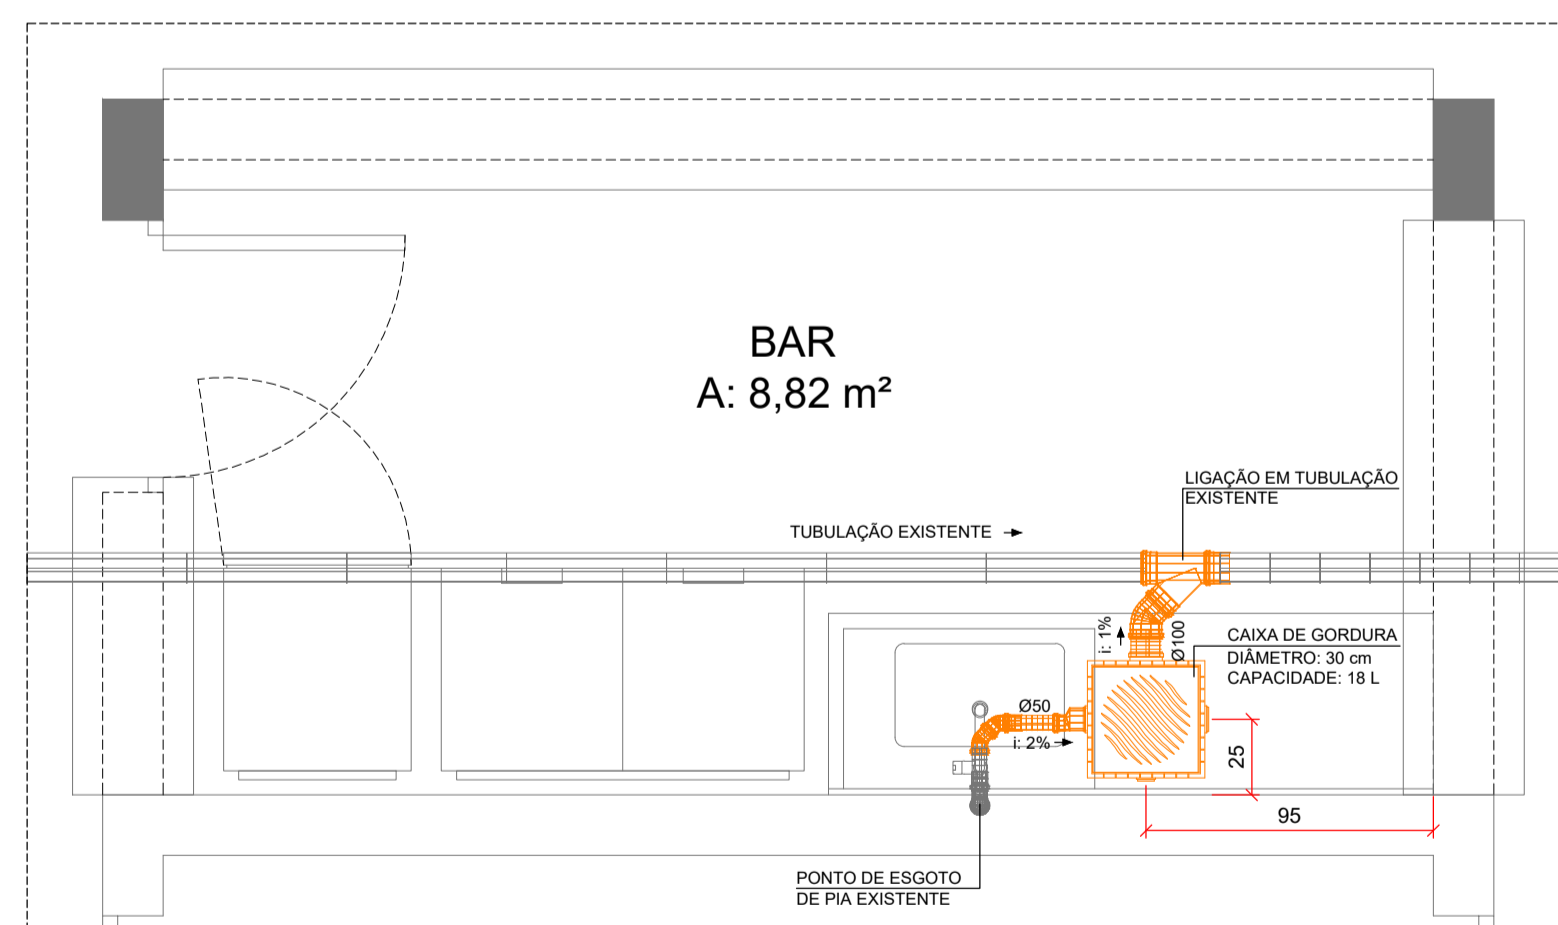 BAR
A: 8,82 m²
LIGAÇÃO EM TUBULAÇÃO
EXISTENTE
TUBULAÇÃO EXISTENTE
i: 1%
Ø100
CAIXA DE GORDURA
DIÂMETRO: 30 cm
CAPACIDADE: 18 L
Ø50
i: 2%
25
95
PONTO DE ESGOTO
DE PIA EXISTENTE